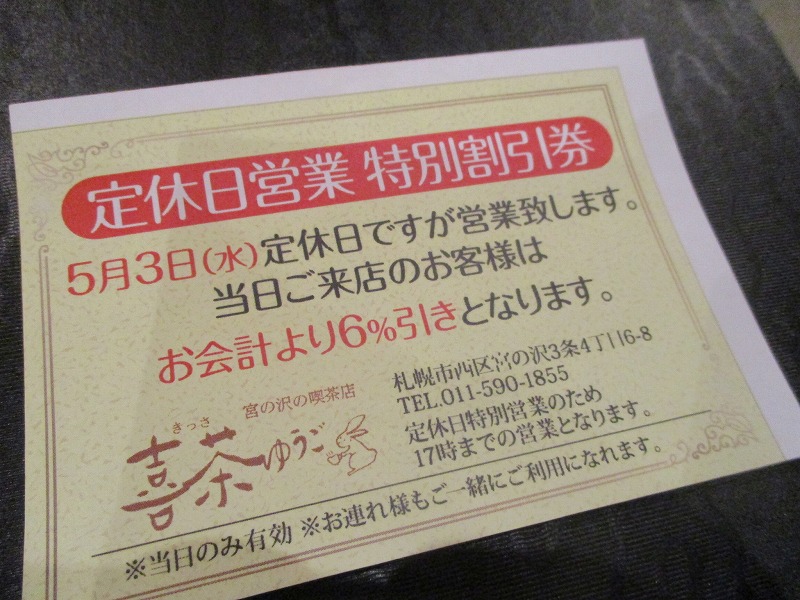 定休日営業 特別割引券
5月3日(水)定休日ですが営業致します。
当日ご来店のお客様は
お会計より6%引きとなります。
札幌市西区宮の沢3条4丁目6-8
TEL.011-590-1855
定休日特別営業のため
17時までの営業となります。
宮の沢の喫茶店
きっさ
喜茶ゆうご
※当日のみ有効 ※お連れ様もご一緒にご利用になれます。